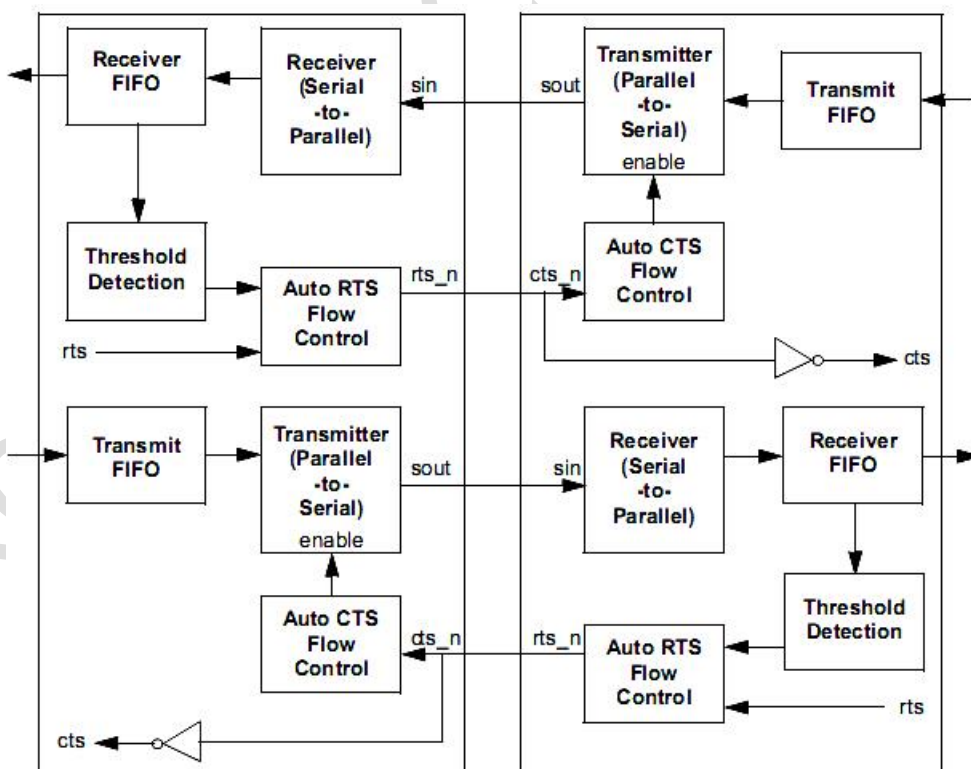 Receiver
FIFO
Receiver
(Serial
-to-
Parallel)
sin
sout
Transmitter
(Parallel
-to-
Serial)
enable
Transmit
FIFO
Threshold
Detection
Auto RTS
Flow
Control
rts_n
cts_n
Auto CTS
Flow
Control
rts
cts
Transmit
FIFO
Transmitter
(Parallel
-to-
Serial)
enable
sout
sin
Receiver
(Serial
-to-
Parallel)
Receiver
FIFO
Auto CTS
Flow
Control
cts_n
rts_n
Auto RTS
Flow
Control
Threshold
Detection
rts
cts